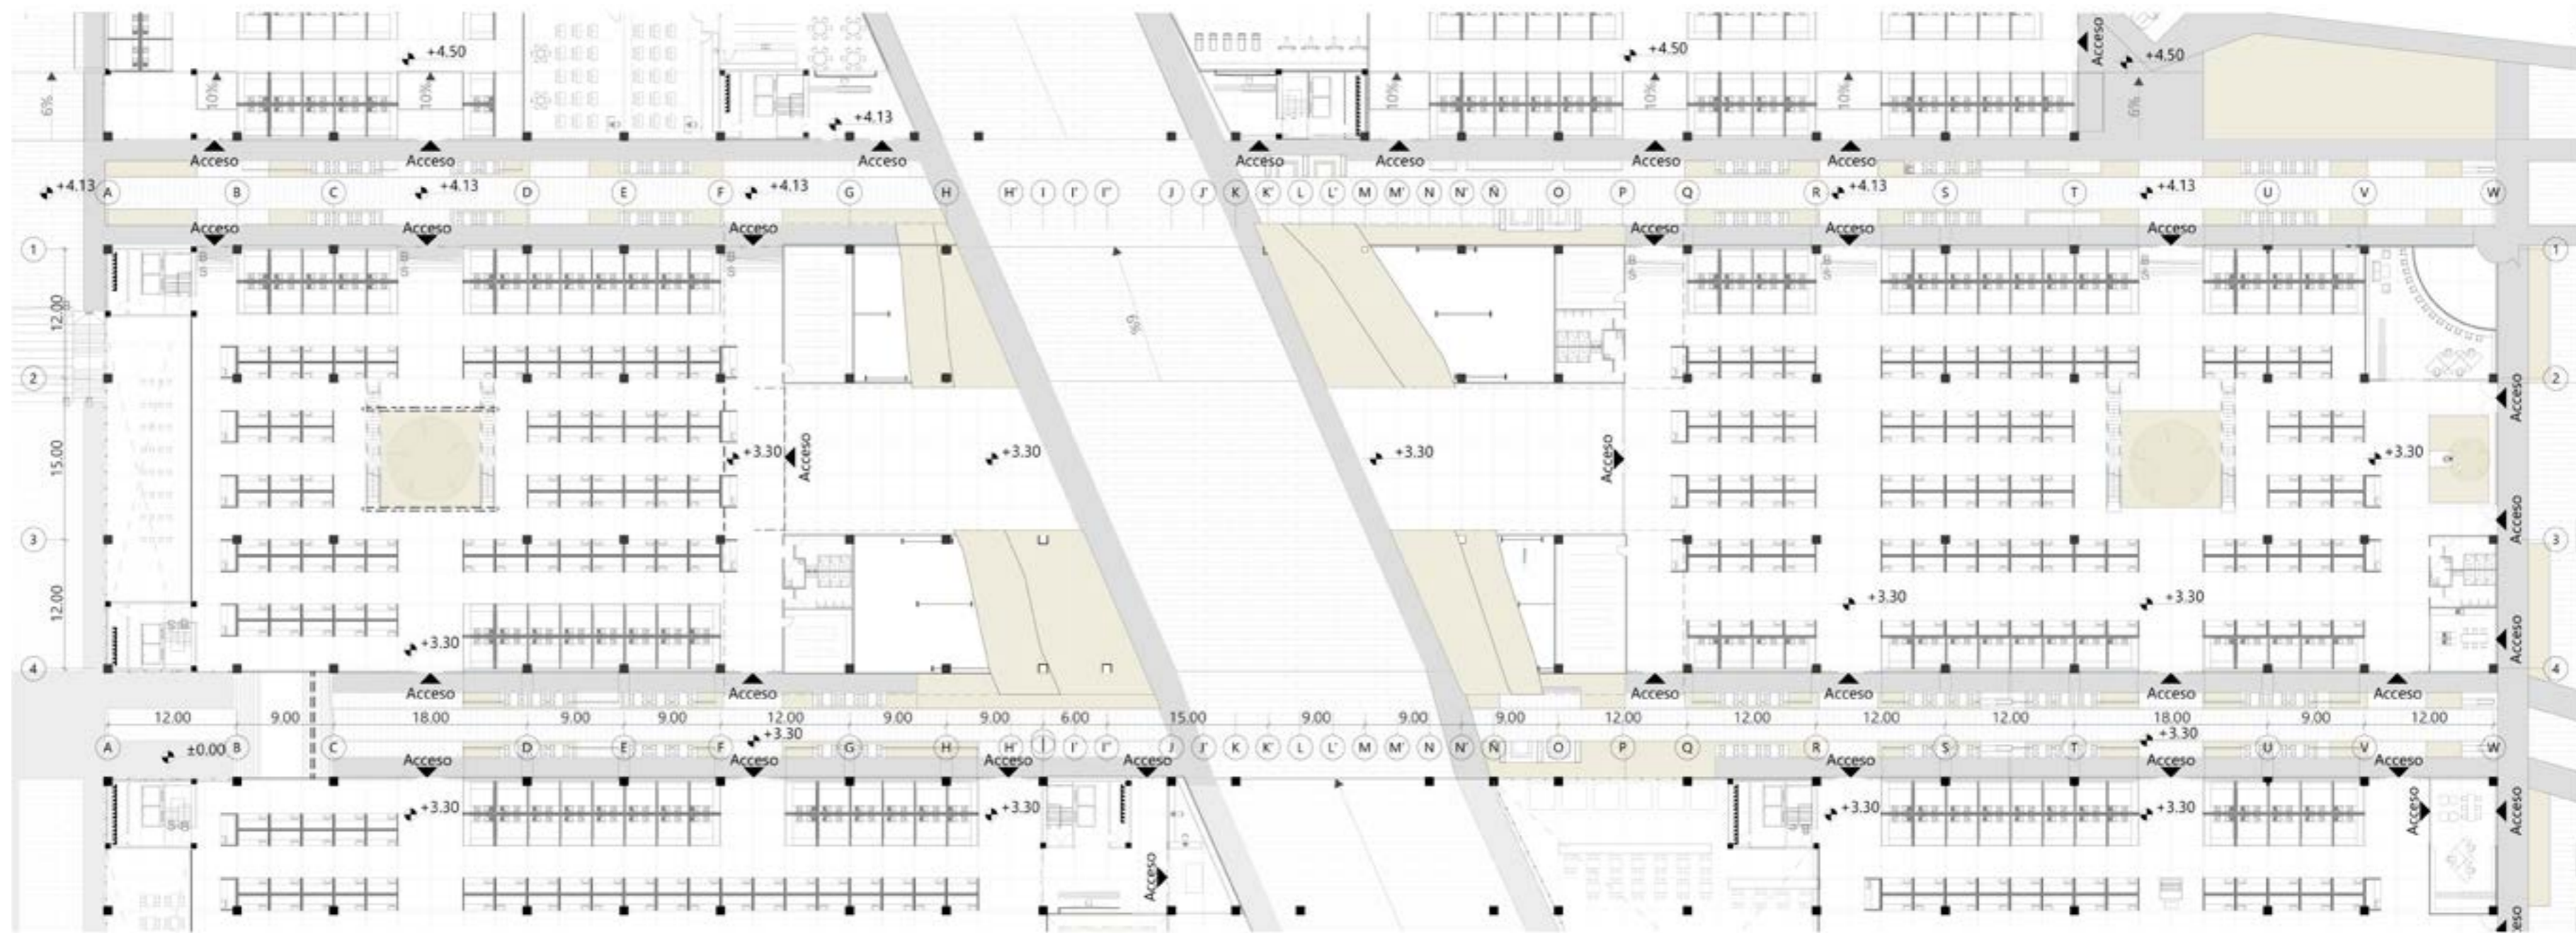 +4.50 +4.50 Acceso +4.50
6% 10% 10% 10% 10% 10% 6%
+4.13
Acceso Acceso Acceso Acceso Acceso Acceso Acceso
+4.13 +4.13 +4.13 +4.13 +4.13
A B C D E F G H H' I I' I'' J J' K K' L L' M M' N N' Ñ O P Q R S T U V W
Acceso Acceso Acceso Acceso Acceso Acceso
1 1
B S B S B S B S B S B S
12.00 6%
2 2
Acceso
15.00 +3.30 Acceso +3.30 +3.30 Acceso +3.30
Acceso
3 3
12.00 +3.30 +3.30
+3.30 Acceso
4 4
Acceso Acceso Acceso Acceso Acceso Acceso
12.00 9.00 18.00 9.00 9.00 12.00 9.00 9.00 6.00 15.00 9.00 9.00 9.00 12.00 12.00 12.00 12.00 18.00 9.00 12.00
+3.30 +3.30
A B C D E F G H H' I I' I'' J J' K K' L L' M M' N N' Ñ O P Q R S T U V W
±0.00
Acceso Acceso Acceso Acceso Acceso Acceso Acceso
+3.30 +3.30 +3.30 +3.30 Acceso Acceso
Acceso